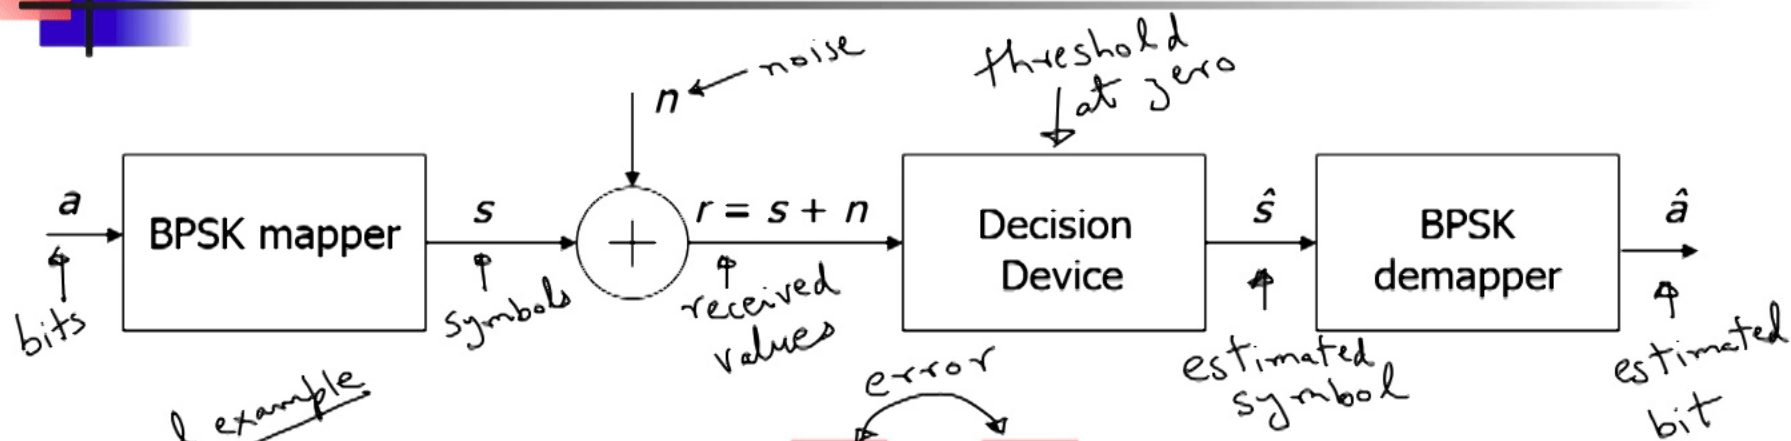 n ← noise
threshold
at zero
a
BPSK mapper
s
+
r = s + n
Decision
Device
ŝ
BPSK
demapper
â
bits
symbols
received
values
estimated
symbol
estimated
bit
example
error